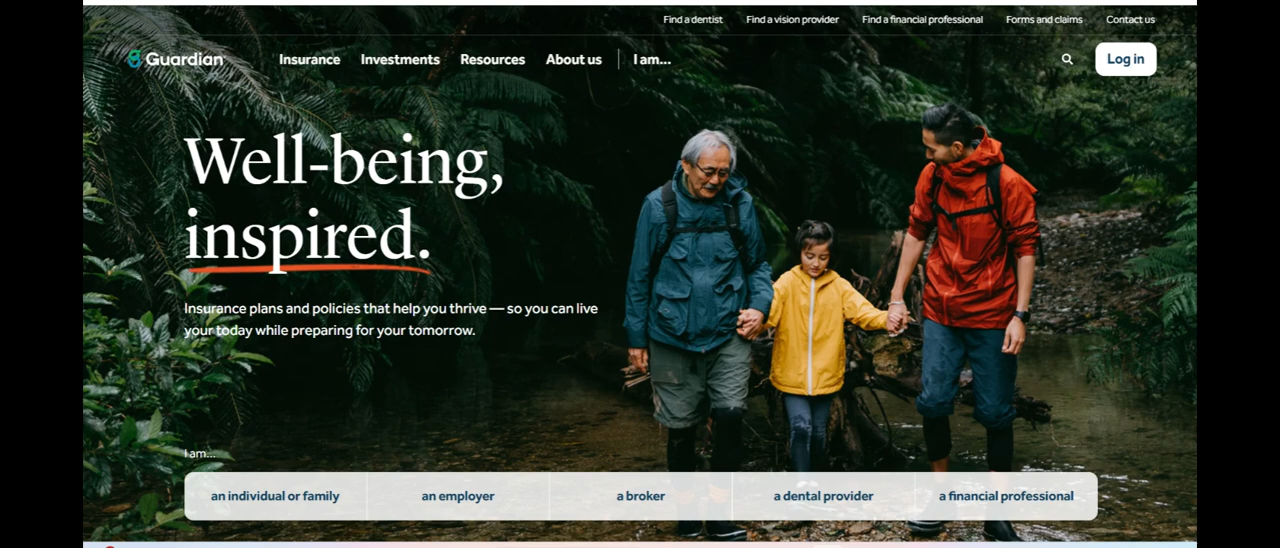 Find a dentist Find a vision provider Find a financial professional Forms and claims Contact us
Guardian Insurance Investments Resources About us I am... Log in
Well-being,
inspired.
Insurance plans and policies that help you thrive — so you can live
your today while preparing for your tomorrow.
I am...
an individual or family an employer a broker a dental provider a financial professional